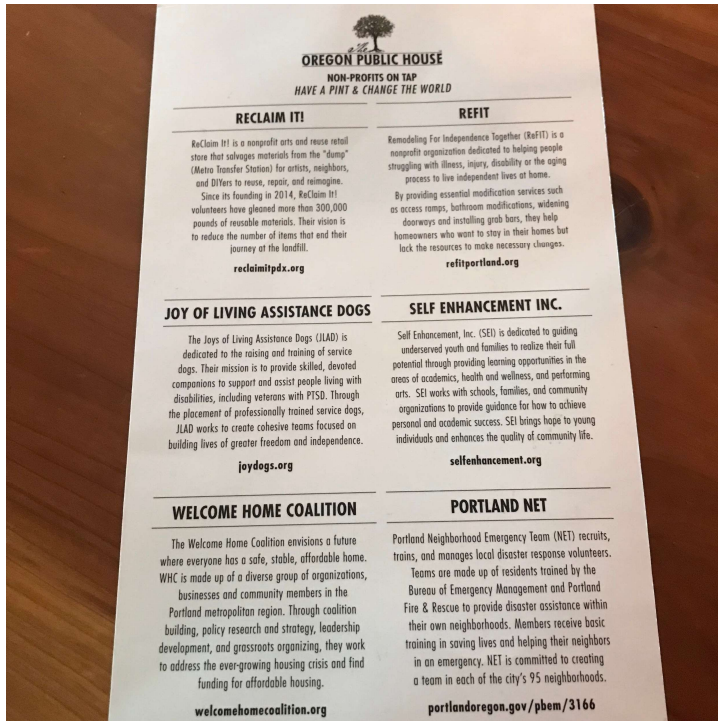 The
OREGON PUBLIC HOUSE
NON-PROFITS ON TAP
HAVE A PINT & CHANGE THE WORLD
RECLAIM IT!
ReClaim It! is a nonprofit arts and reuse retail
store that salvages materials from the "dump"
(Metro Transfer Station) for artists, neighbors,
and DIYers to reuse, repair, and reimagine.
Since its founding in 2014, ReClaim It!
volunteers have gleaned more than 300,000
pounds of reusable materials. Their vision is
to reduce the number of items that end their
journey at the landfill.
reclaimitpdx.org
REFIT
Remodeling For Independence Together (ReFIT) is a
nonprofit organization dedicated to helping people
struggling with illness, injury, disability or the aging
process to live independent lives at home.
By providing essential modification services such
as access ramps, bathroom modifications, widening
doorways and installing grab bars, they help
homeowners who want to stay in their homes but
lack the resources to make necessary changes.
refitportland.org
JOY OF LIVING ASSISTANCE DOGS
The Joys of Living Assistance Dogs (JLAD) is
dedicated to the raising and training of service
dogs. Their mission is to provide skilled, devoted
companions to support and assist people living with
disabilities, including veterans with PTSD. Through
the placement of professionally trained service dogs,
JLAD works to create cohesive teams focused on
building lives of greater freedom and independence.
joydogs.org
SELF ENHANCEMENT INC.
Self Enhancement, Inc. (SEI) is dedicated to guiding
underserved youth and families to realize their full
potential through providing learning opportunities in the
areas of academics, health and wellness, and performing
arts. SEI works with schools, families, and community
organizations to provide guidance for how to achieve
personal and academic success. SEI brings hope to young
individuals and enhances the quality of community life.
selfenhancement.org
WELCOME HOME COALITION
The Welcome Home Coalition envisions a future
where everyone has a safe, stable, affordable home.
WHC is made up of a diverse group of organizations,
businesses and community members in the
Portland metropolitan region. Through coalition
building, policy research and strategy, leadership
development, and grassroots organizing, they work
to address the ever-growing housing crisis and find
funding for affordable housing.
welcomehomecoalition.org
PORTLAND NET
Portland Neighborhood Emergency Team (NET) recruits,
trains, and manages local disaster response volunteers.
Teams are made up of residents trained by the
Bureau of Emergency Management and Portland
Fire & Rescue to provide disaster assistance within
their own neighborhoods. Members receive basic
training in saving lives and helping their neighbors
in an emergency. NET is committed to creating
a team in each of the city's 95 neighborhoods.
portlandoregon.gov/pbem/3166